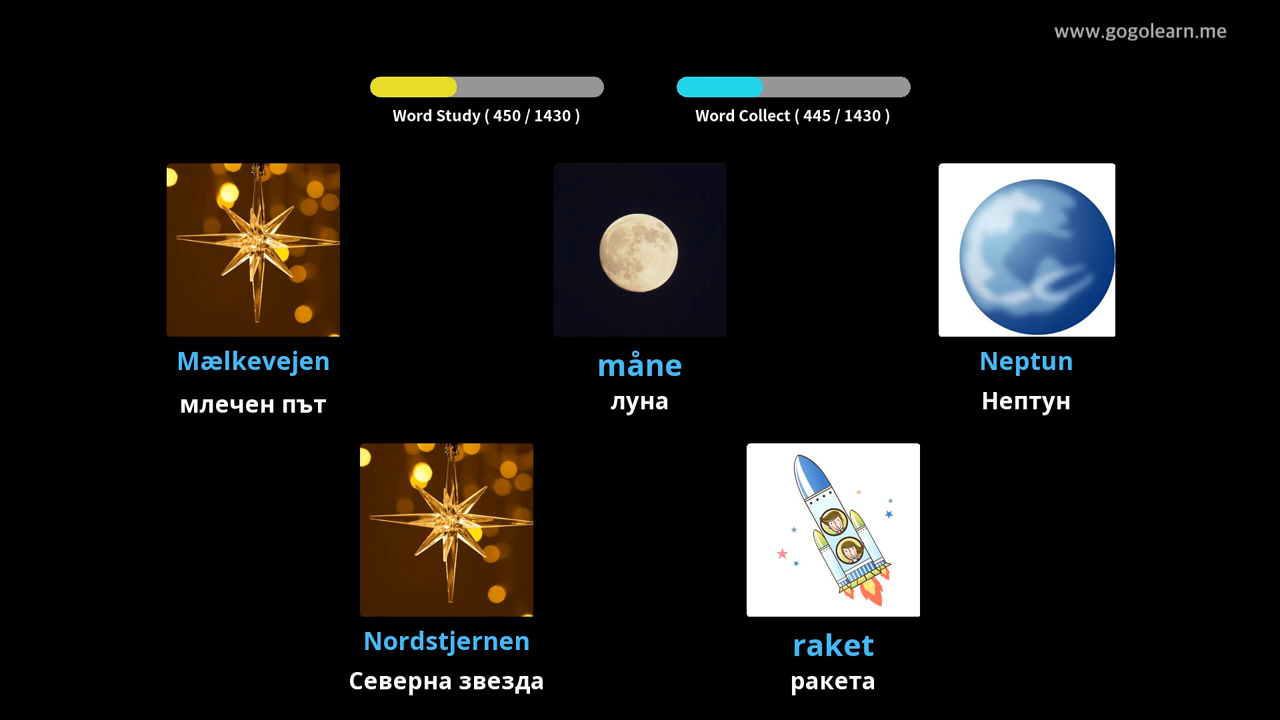 www.gogolearn.me
Word Study ( 450 / 1430 )
Word Collect ( 445 / 1430 )
Mælkevejen
млечен път
måne
луна
Neptun
Нептун
Nordstjernen
Северна звезда
raket
ракета